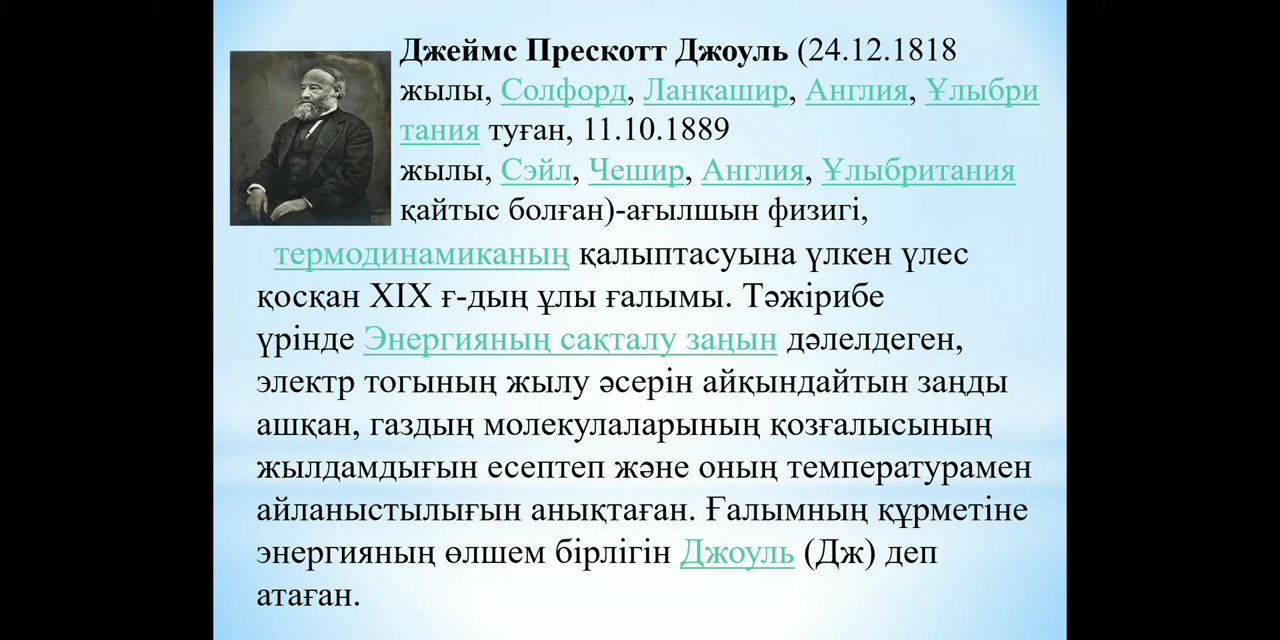 Джеймс Прескотт Джоуль (24.12.1818
жылы, Солфорд, Ланкашир, Англия, Ұлыбри
тания туған, 11.10.1889
жылы, Сэйл, Чешир, Англия, Ұлыбритания
қайтыс болған)-ағылшын физигі,
термодинамиканың қалыптасуына үлкен үлес
қосқан XIX ғ-дың ұлы ғалымы. Тәжірибе
үрінде Энергияның сақталу заңын дәлелдеген,
электр тогының жылу әсерін айқындайтын заңды
ашқан, газдың молекулаларының қозғалысының
жылдамдығын есептеп және оның температурамен
айланыстылығын анықтаған. Ғалымның құрметіне
энергияның өлшем бірлігін Джоуль (Дж) деп
атаған.